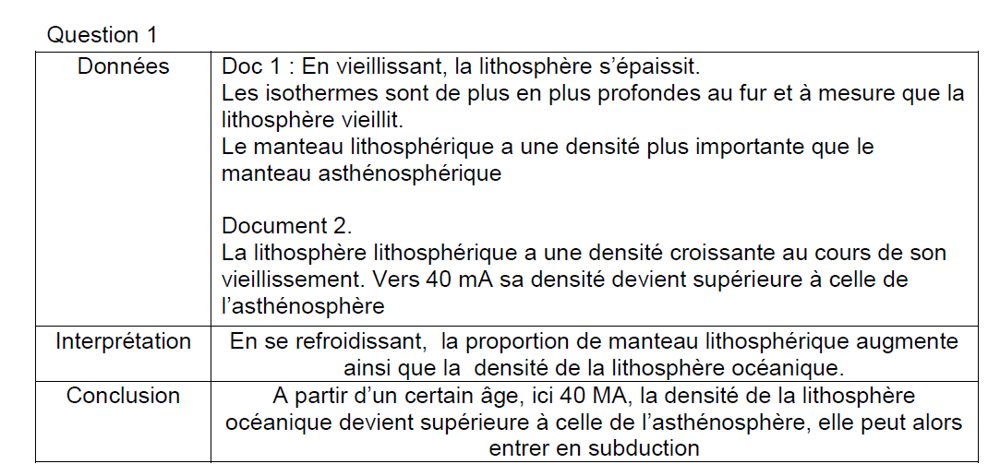 Question 1
Données
Doc 1 : En vieillissant, la lithosphère s’épaissit.
Les isothermes sont de plus en plus profondes au fur et à mesure que la
lithosphère vieillit.
Le manteau lithosphérique a une densité plus importante que le
manteau asthénosphérique
Document 2.
La lithosphère lithosphérique a une densité croissante au cours de son
vieillissement. Vers 40 mA sa densité devient supérieure à celle de
l’asthénosphère
Interprétation
En se refroidissant,  la proportion de manteau lithosphérique augmente
ainsi que la  densité de la lithosphère océanique.
Conclusion
A partir d’un certain âge, ici 40 MA, la densité de la lithosphère
océanique devient supérieure à celle de l’asthénosphère, elle peut alors
entrer en subduction